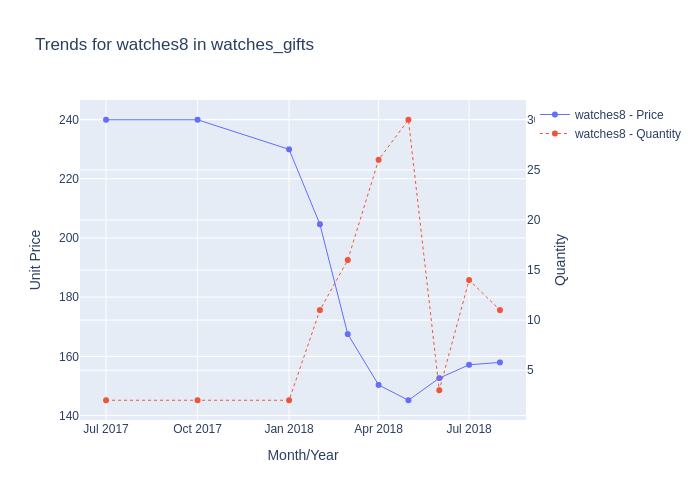 Trends for watches8 in watches_gifts
watches8 - Price
watches8 - Quantity
240
220
200
180
160
140
Unit Price
25
20
15
10
5
Quantity
Jul 2017
Oct 2017
Jan 2018
Apr 2018
Jul 2018
Month/Year